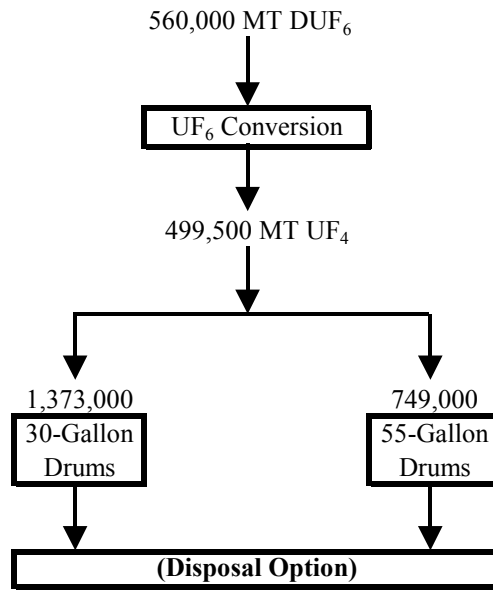 560,000 MT DUF₆
UF₆ Conversion
499,500 MT UF₄
1,373,000
30-Gallon
Drums
749,000
55-Gallon
Drums
(Disposal Option)